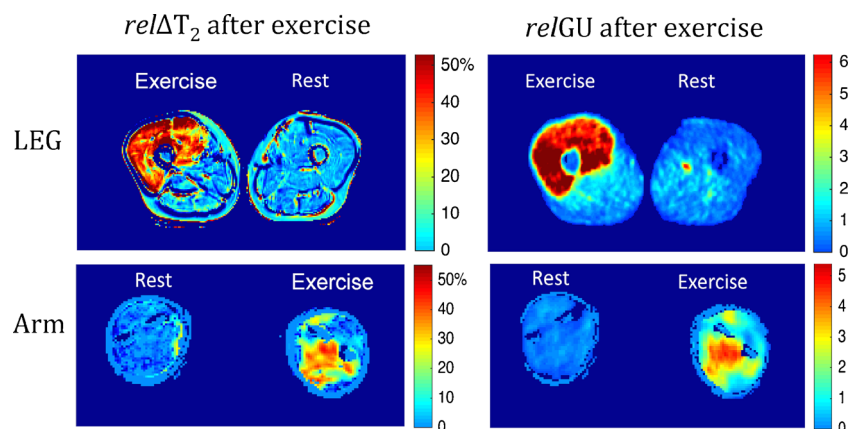 relΔT₂ after exercise
relGU after exercise
LEG
Exercise
Rest
50%
40
30
20
10
0
Exercise
Rest
6
5
4
3
2
1
0
Arm
Rest
Exercise
50%
40
30
20
10
0
Rest
Exercise
5
4
3
2
1
0